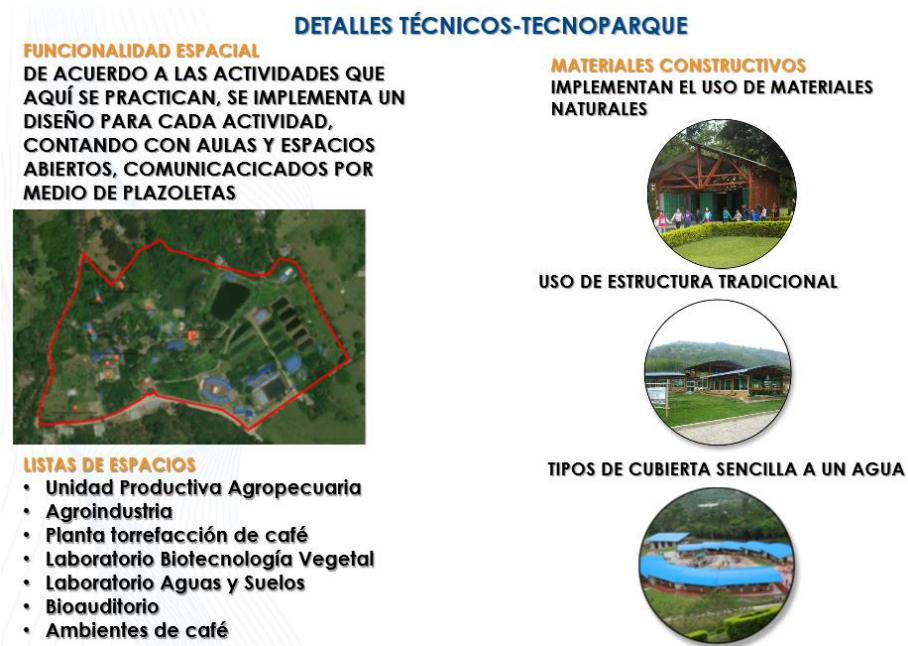 DETALLES TÉCNICOS-TECNOPARQUE
FUNCIONALIDAD ESPACIAL
DE ACUERDO A LAS ACTIVIDADES QUE
AQUÍ SE PRACTICAN, SE IMPLEMENTA UN
DISEÑO PARA CADA ACTIVIDAD,
CONTANDO CON AULAS Y ESPACIOS
ABIERTOS, COMUNICACICADOS POR
MEDIO DE PLAZOLETAS
LISTAS DE ESPACIOS
• Unidad Productiva Agropecuaria
• Agroindustria
• Planta torrefacción de café
• Laboratorio Biotecnología Vegetal
• Laboratorio Aguas y Suelos
• Bioauditorio
• Ambientes de café
MATERIALES CONSTRUCTIVOS
IMPLEMENTAN EL USO DE MATERIALES
NATURALES
USO DE ESTRUCTURA TRADICIONAL
TIPOS DE CUBIERTA SENCILLA A UN AGUA